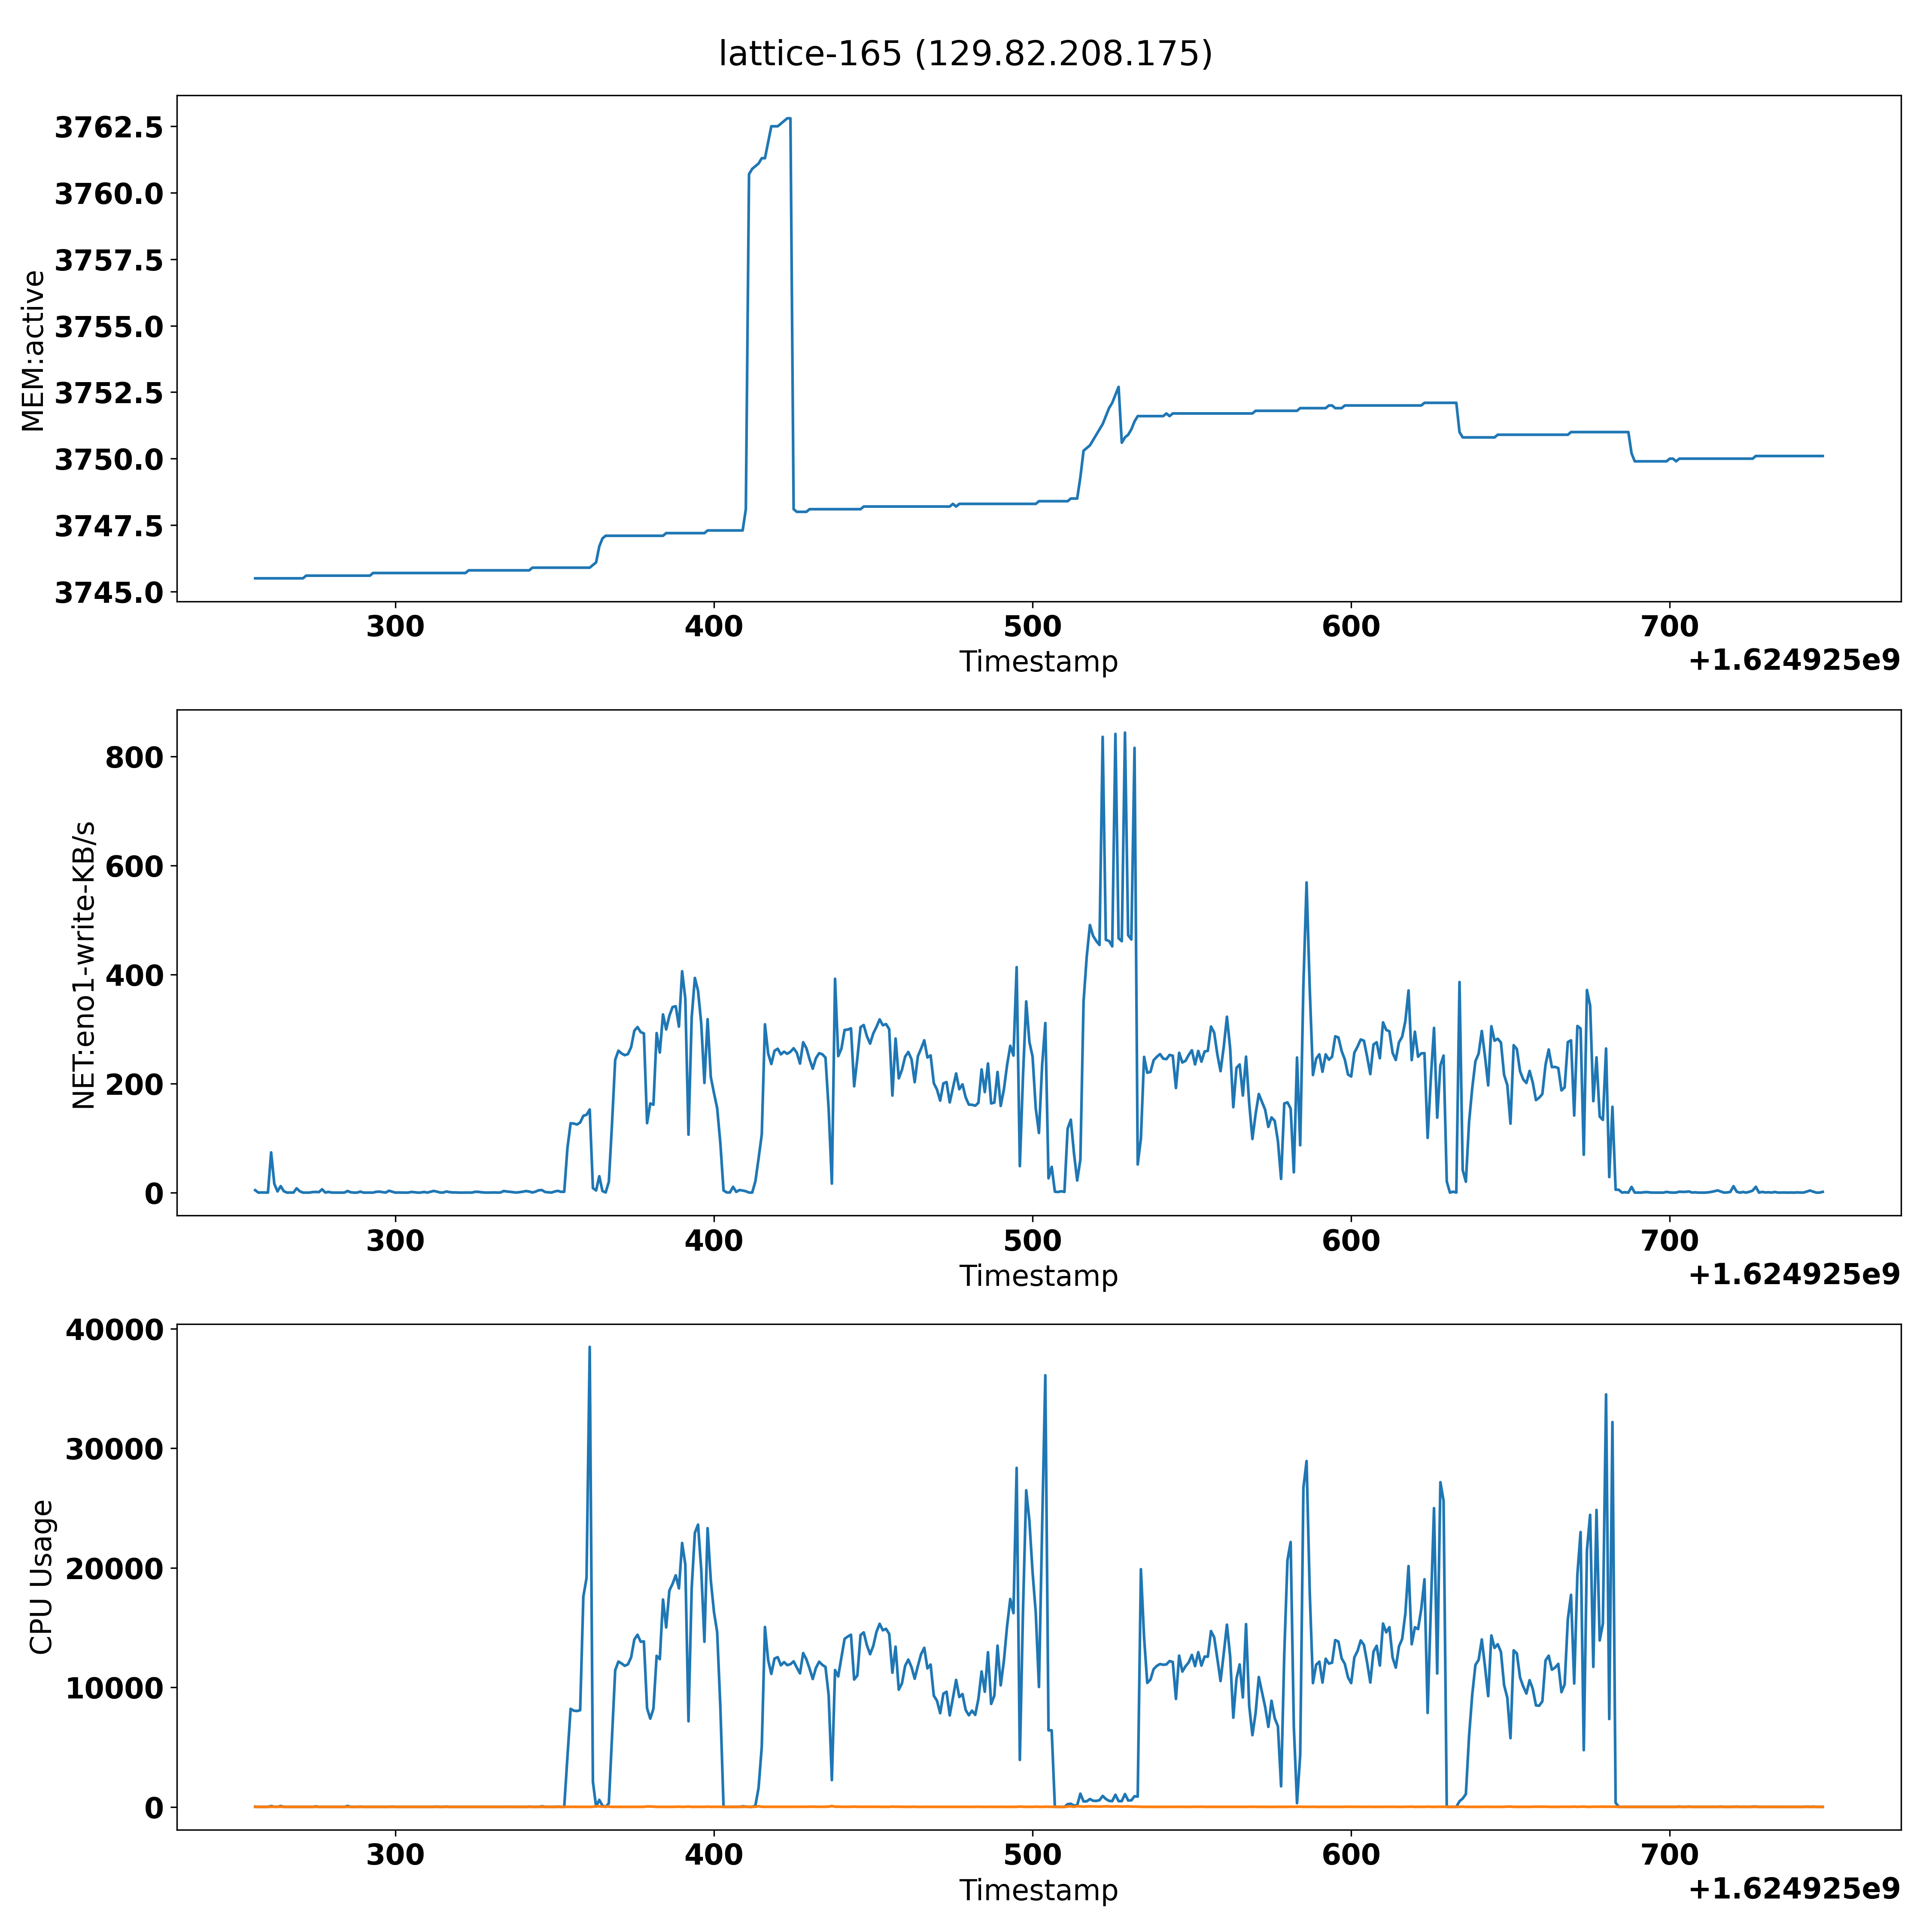 lattice-165 (129.82.208.175)
MEM:active
3762.5
3760.0
3757.5
3755.0
3752.5
3750.0
3747.5
3745.0
300 400 500 600 700
Timestamp
+1.624925e9
NET:eno1-write-KB/s
800
600
400
200
0
300 400 500 600 700
Timestamp
+1.624925e9
CPU Usage
40000
30000
20000
10000
0
300 400 500 600 700
Timestamp
+1.624925e9